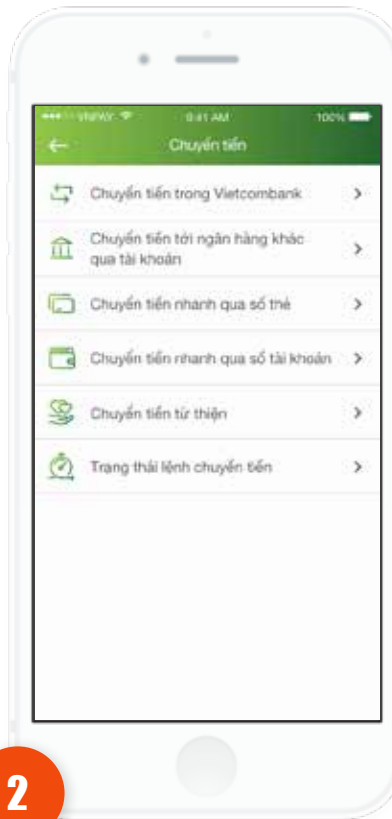 9:41 AM 100%
Chuyển tiền
Chuyển tiền trong Vietcombank
Chuyển tiền tới ngân hàng khác
qua tài khoản
Chuyển tiền nhanh qua số thẻ
Chuyển tiền nhanh qua số tài khoản
Chuyển tiền từ thiện
Trạng thái lệnh chuyển tiền
2